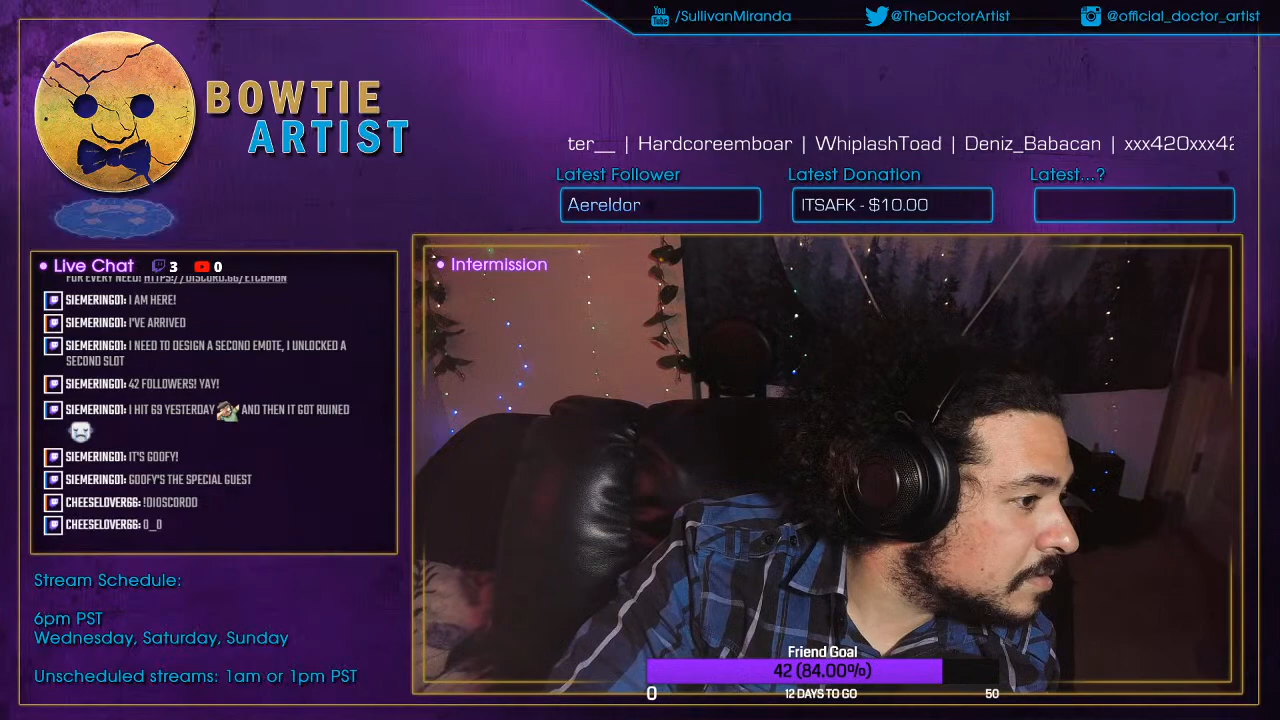 /SullivanMiranda
@TheDoctorArtist
@official_doctor_artist
BOWTIE
ARTIST
ter__ | Hardcoreemboar | WhiplashToad | Deniz_Babacan | xxx420xxx42
Latest Follower
Latest Donation
Latest...?
Aereldor
ITSAFK - $10.00
Live Chat
3
0
FOR EVERY NEED!
SIEMERING01: I AM HERE!
SIEMERING01: I'VE ARRIVED
SIEMERING01: I NEED TO DESIGN A SECOND EMOTE, I UNLOCKED A
SECOND SLOT
SIEMERING01: 42 FOLLOWERS! YAY!
SIEMERING01: I HIT 69 YESTERDAY AND THEN IT GOT RUINED
SIEMERING01: IT'S GOOFY!
SIEMERING01: GOOFY'S THE SPECIAL GUEST
CHEESELOVER66: !DIOSCORDD
CHEESELOVER66: O_O
Intermission
Stream Schedule:
6pm PST
Wednesday, Saturday, Sunday
Unscheduled streams: 1am or 1pm PST
Friend Goal
42 (84.00%)
0
12 DAYS TO GO
50